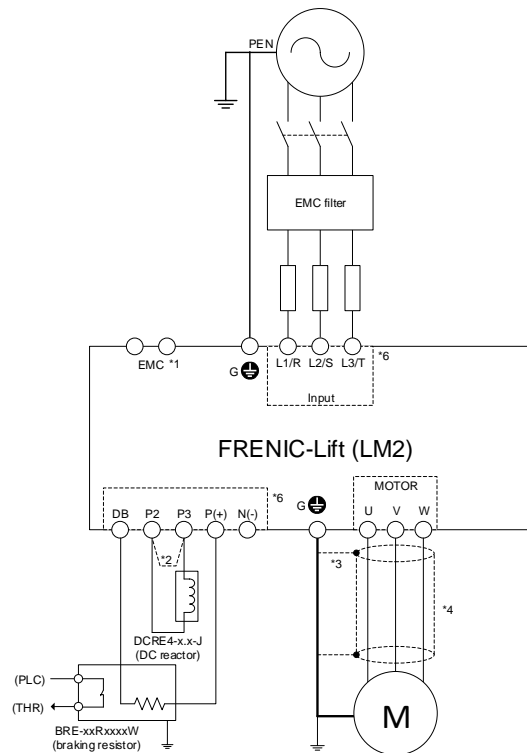 PEN
EMC filter
EMC *1
G
L1/R L2/S L3/T
*6
Input
FRENIC-Lift (LM2)
*6
DB P2 P3 P(+) N(-)
G
MOTOR
U V W
*2
*3
*4
DCRE4-x.x-J
(DC reactor)
(PLC)
(THR)
BRE-xxRxxxxW
(braking resistor)
M